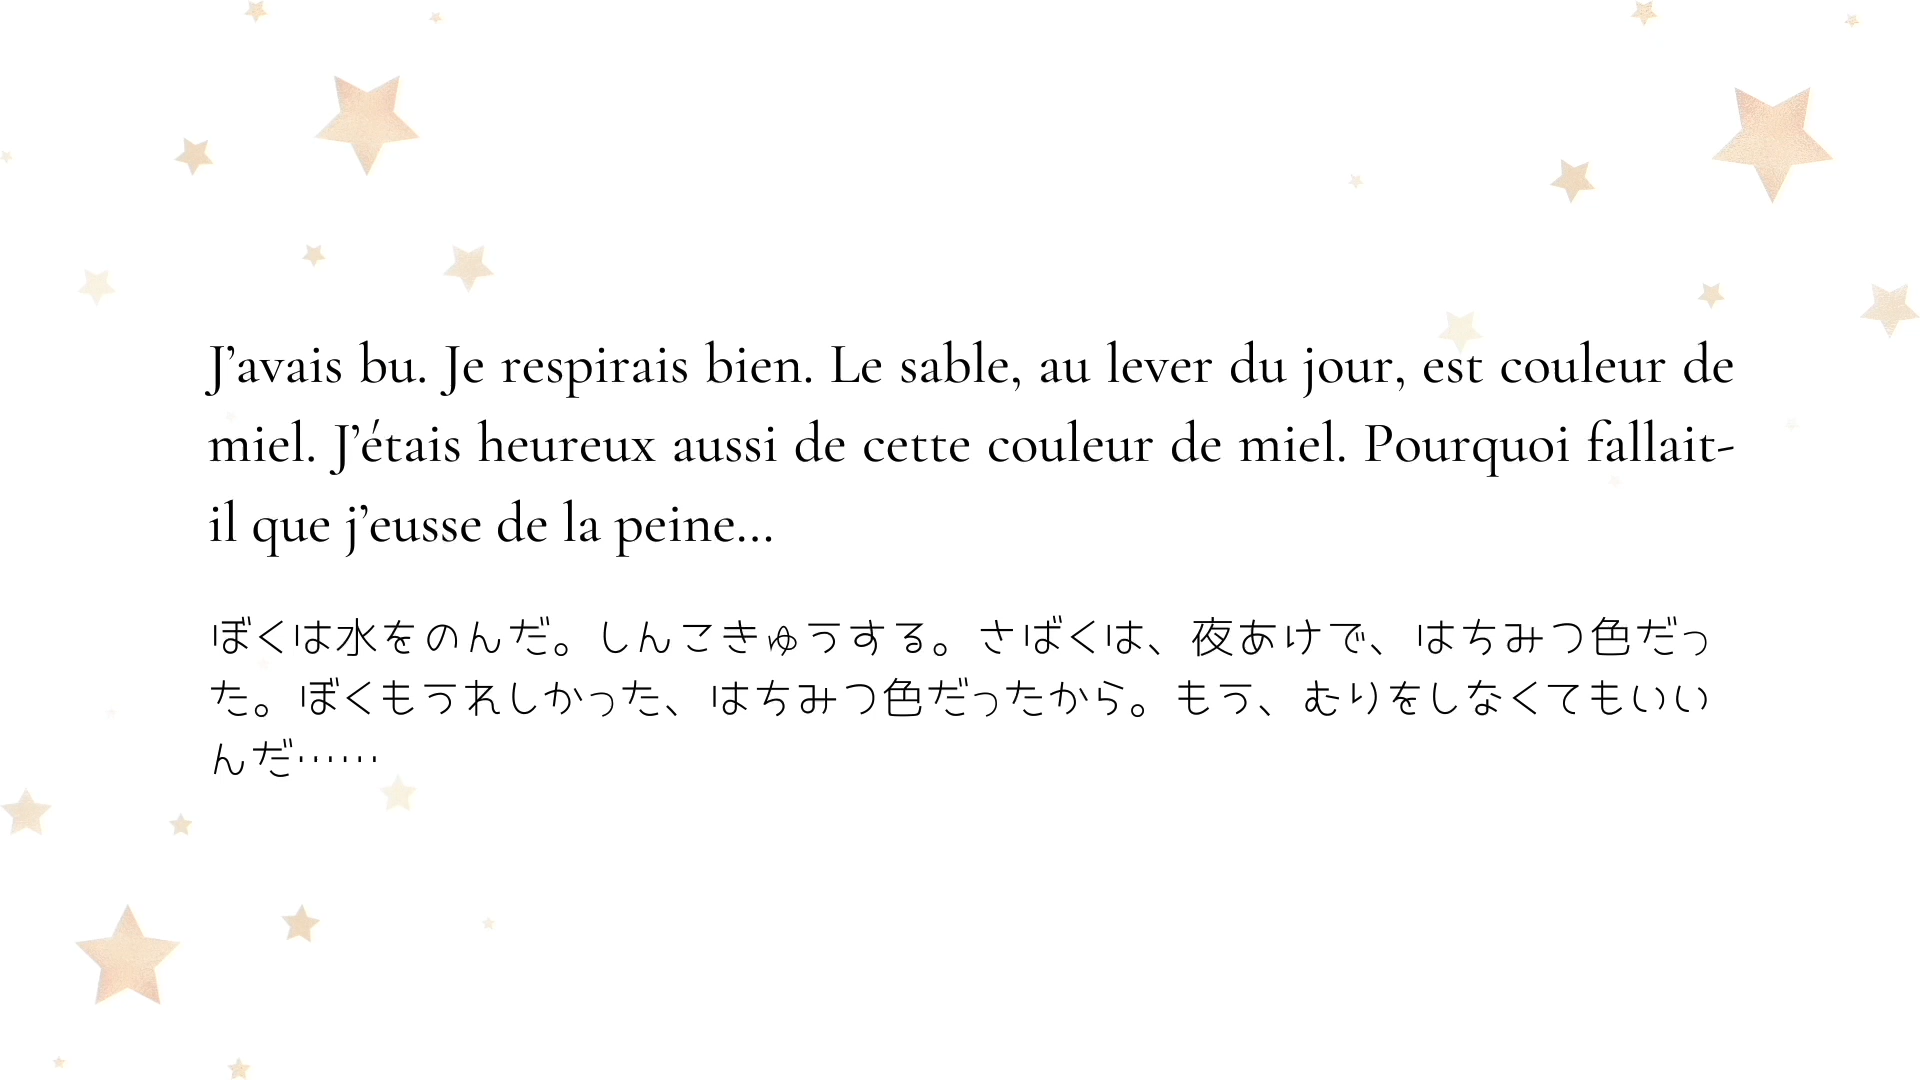 J’avais bu. Je respirais bien. Le sable, au lever du jour, est couleur de
miel. J’étais heureux aussi de cette couleur de miel. Pourquoi fallait-
il que j’eusse de la peine...
ぼくは水をのんだ。しんこきゅうする。さばくは、夜あけで、はちみつ色だっ
た。ぼくもうれしかった、はちみつ色だったから。もう、むりをしなくてもいい
んだ……